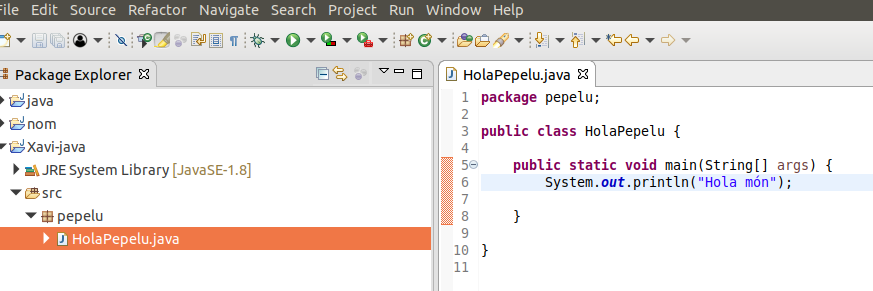 File Edit Source Refactor Navigate Search Project Run Window Help
Package Explorer
java
nom
Xavi-java
JRE System Library [JavaSE-1.8]
src
pepelu
HolaPepelu.java
HolaPepelu.java
1 package pepelu;
2
3 public class HolaPepelu {
4
5 public static void main(String[] args) {
6 System.out.println("Hola món");
7
8 }
9
10 }
11